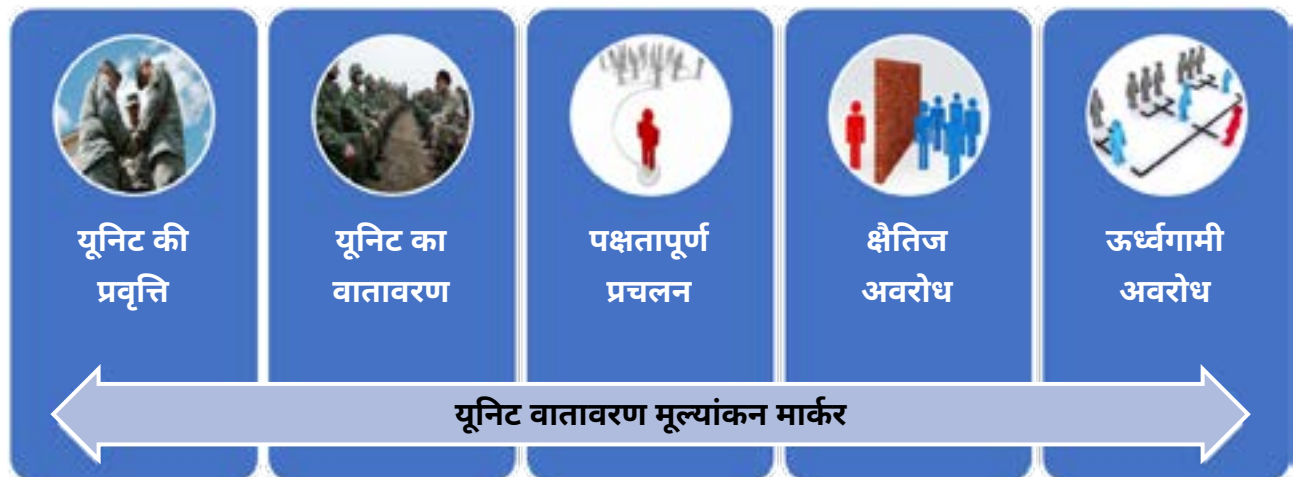 यूनिट की
प्रवृत्ति
यूनिट का
वातावरण
पक्षतापूर्ण
प्रचलन
क्षैतिज
अवरोध
ऊर्ध्वगामी
अवरोध
यूनिट वातावरण मूल्यांकन मार्कर